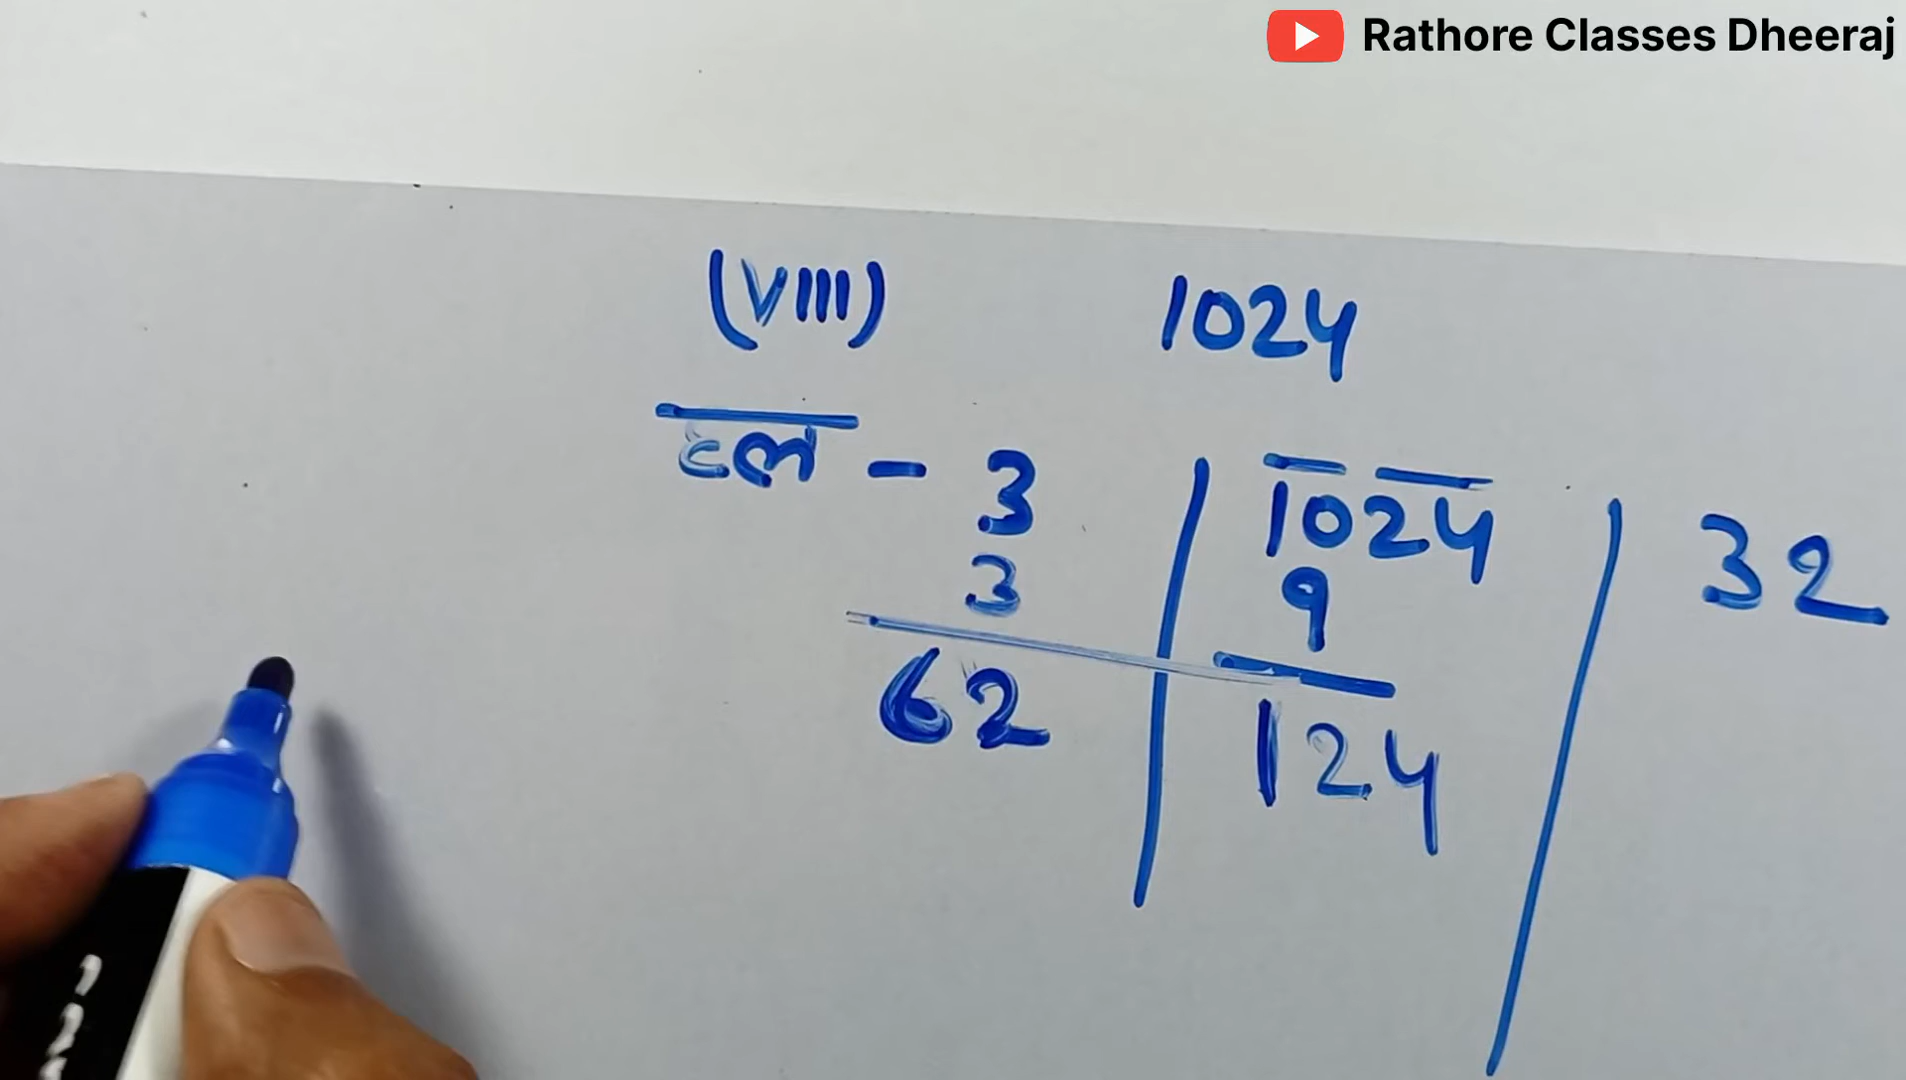 Rathore Classes Dheeraj
(VIII) 1024
हल - 3 1024 32
3 9
62 124